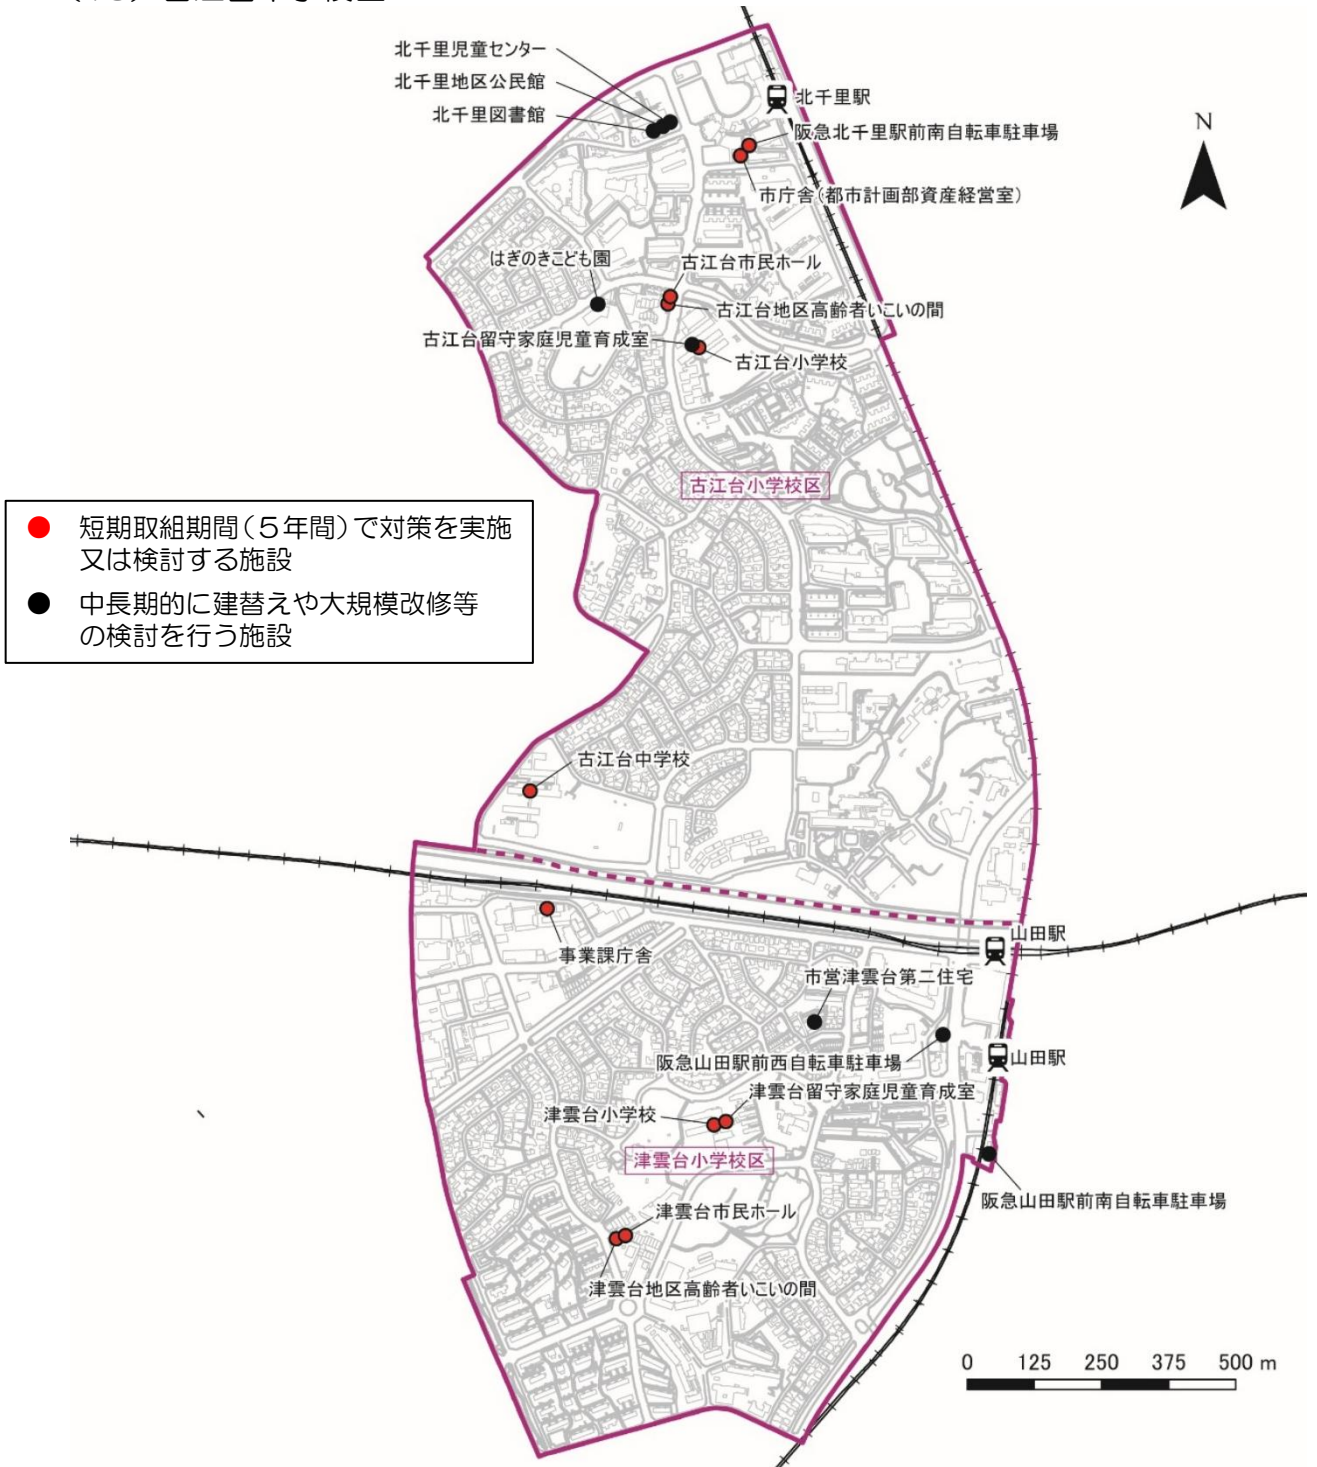 北千里児童センター
北千里地区公民館
北千里図書館
北千里駅
阪急北千里駅前南自転車駐車場
市庁舎(都市計画部資産経営室)
N
はぎのきこども園
古江台市民ホール
古江台地区高齢者いこいの間
古江台留守家庭児童育成室
古江台小学校
古江台小学校区
短期取組期間(5年間)で対策を実施
又は検討する施設
中長期的に建替えや大規模改修等
の検討を行う施設
古江台中学校
事業課庁舎
山田駅
市営津雲台第二住宅
阪急山田駅前西自転車駐車場
山田駅
津雲台留守家庭児童育成室
津雲台小学校
津雲台小学校区
阪急山田駅前南自転車駐車場
津雲台市民ホール
津雲台地区高齢者いこいの間
0 125 250 375 500 m